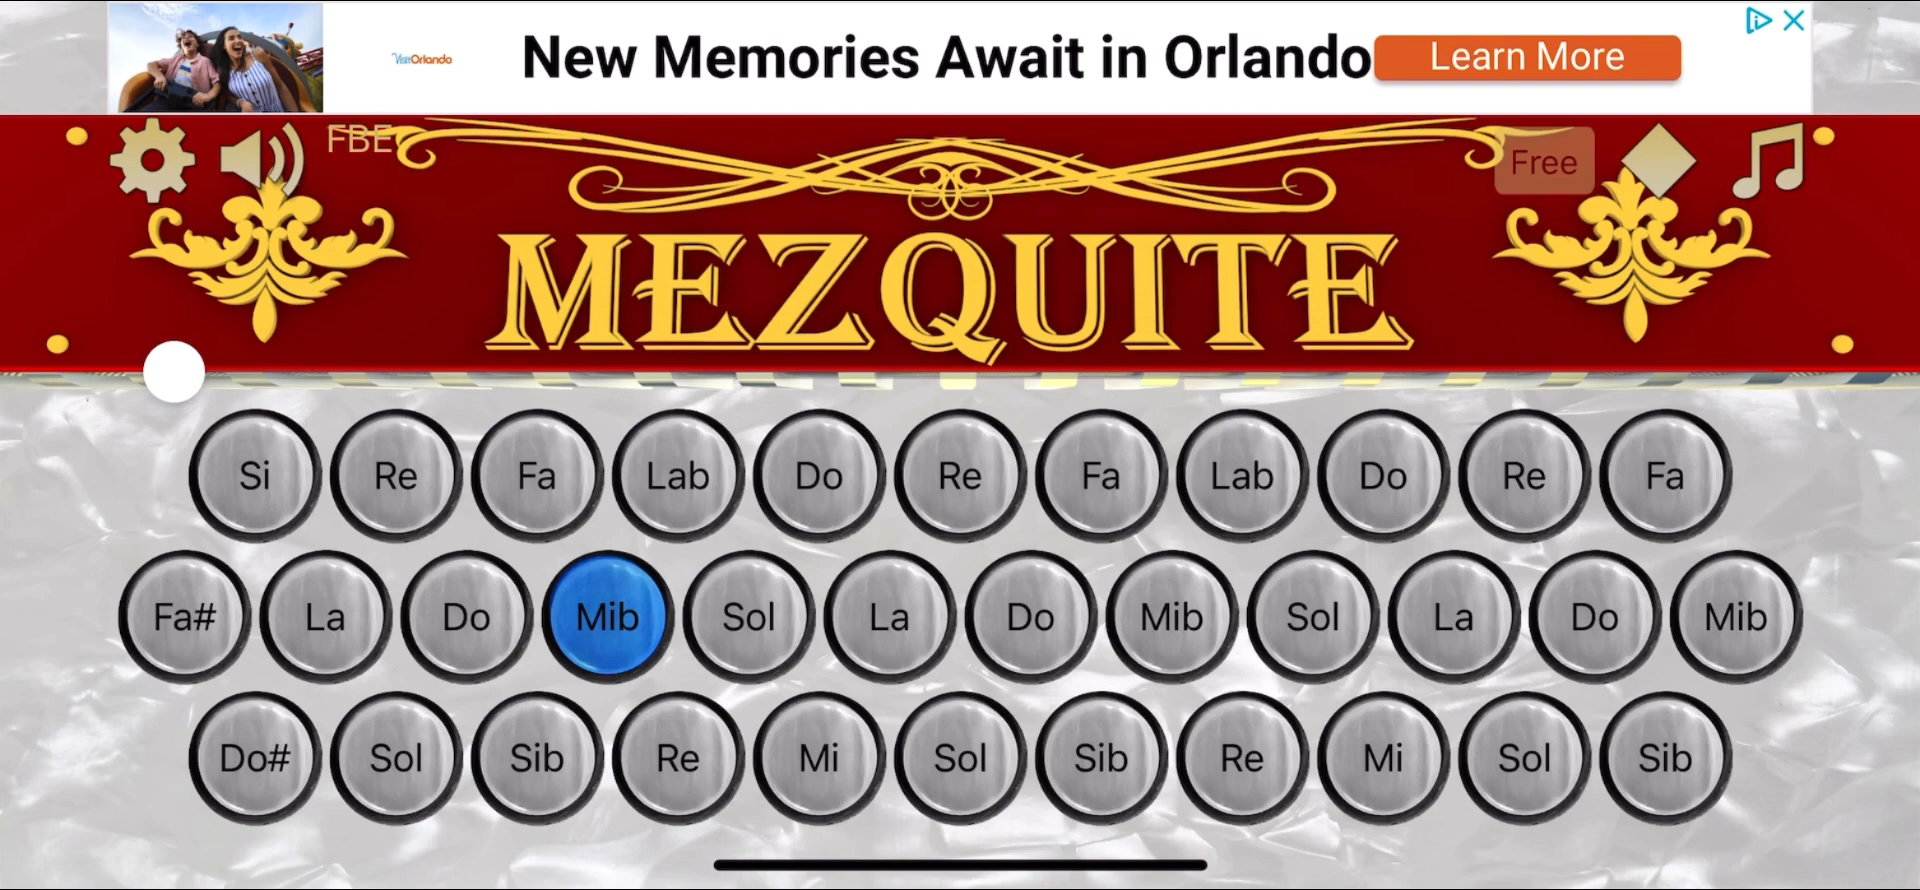 VisitOrlando
New Memories Await in Orlando
Learn More
FBE
Free
MEZQUITE
Si Re Fa Lab Do Re Fa Lab Do Re Fa
Fa# La Do Mib Sol La Do Mib Sol La Do Mib
Do# Sol Sib Re Mi Sol Sib Re Mi Sol Sib